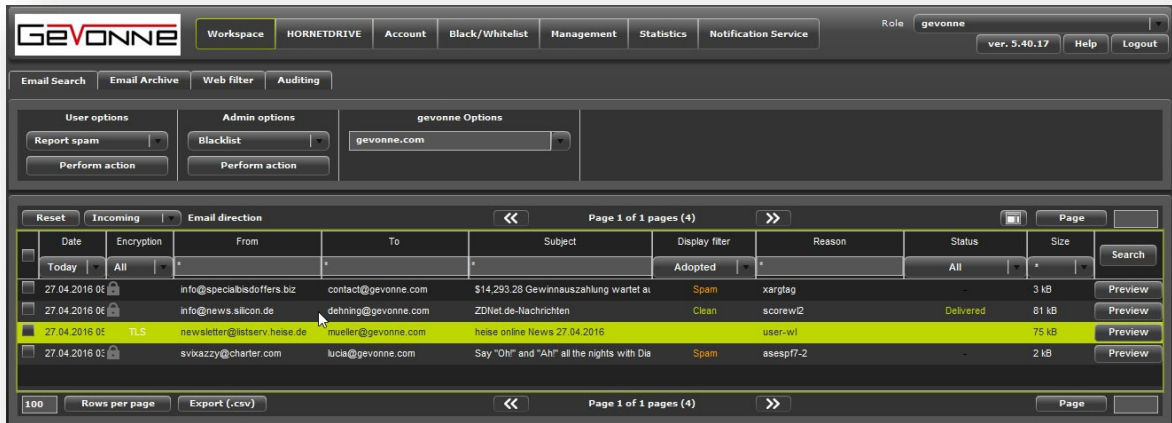 GEVONNE
Workspace HORNETDRIVE Account Black/Whitelist Management Statistics Notification Service
Role gevonne
ver. 5.40.17 Help Logout
Email Search Email Archive Web filter Auditing
User options Admin options gevonne Options
Report spam Blacklist gevonne.com
Perform action Perform action
Reset Incoming Email direction « Page 1 of 1 pages (4) » Page
Date Encryption From To Subject Display filter Reason Status Size Search
Today All * * * Adopted * All *
27.04.2016 info@specialbisdoffers.biz contact@gevonne.com $14,293.28 Gewinnauszahlung wartet au Spam xargtag - 3 kB Preview
27.04.2016 info@news.silicon.de dehning@gevonne.com ZDNet.de-Nachrichten Clean scorewl2 Delivered 81 kB Preview
27.04.2016 TLS newsletter@listserv.heise.de mueller@gevonne.com heise online News 27.04.2016 user-wl 75 kB Preview
27.04.2016 svixazzy@charter.com lucia@gevonne.com Say "Oh!" and "Ah!" all the nights with Dia Spam asespf7-2 - 2 kB Preview
100 Rows per page Export (.csv) « Page 1 of 1 pages (4) » Page